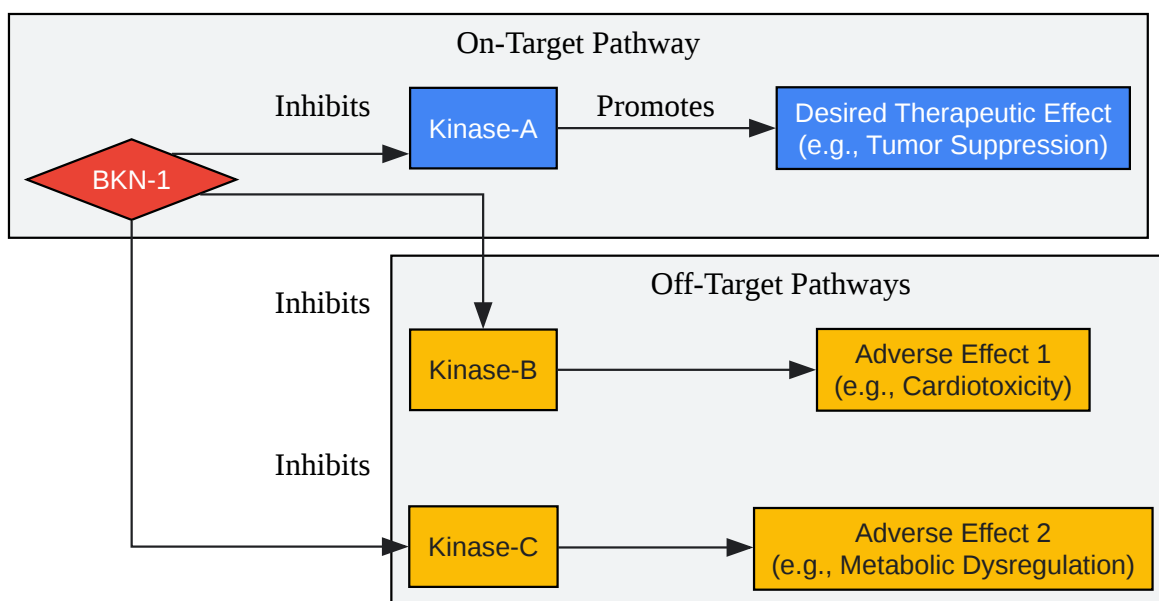 On-Target Pathway
Inhibits
Kinase-A
Promotes
Desired Therapeutic Effect
(e.g., Tumor Suppression)
BKN-1
Off-Target Pathways
Inhibits
Kinase-B
Adverse Effect 1
(e.g., Cardiotoxicity)
Inhibits
Kinase-C
Adverse Effect 2
(e.g., Metabolic Dysregulation)